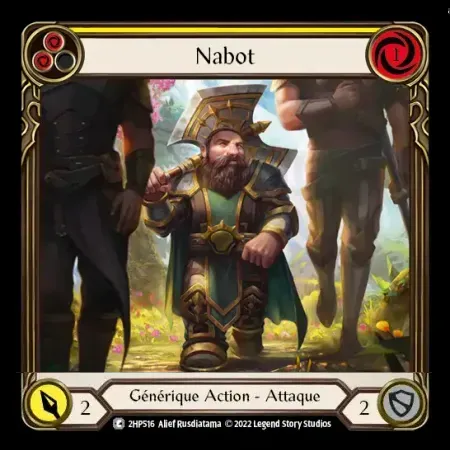 Nabot
1
2
Générique Action - Attaque
2
C 2HP516 Alief Rusdiatama © 2022 Legend Story Studios